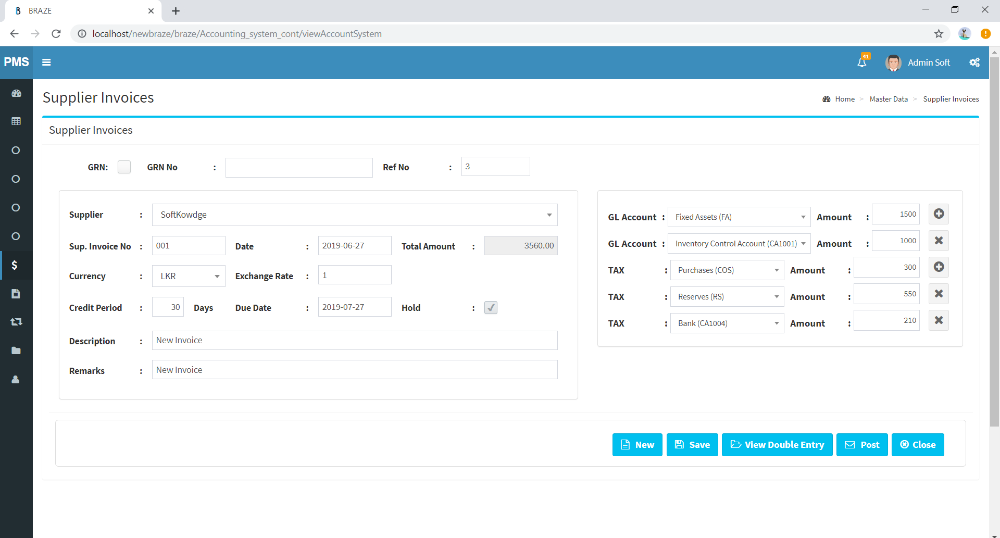 BRAZE
localhost/newbraze/braze/Accounting_system_cont/viewAccountSystem
PMS
41
Admin Soft
Supplier Invoices
Home > Master Data > Supplier Invoices
Supplier Invoices
GRN: GRN No : Ref No : 3
Supplier : SoftKowdge
Sup. Invoice No : 001 Date : 2019-06-27 Total Amount : 3560.00
Currency : LKR Exchange Rate : 1
Credit Period : 30 Days Due Date : 2019-07-27 Hold :
Description : New Invoice
Remarks : New Invoice
GL Account : Fixed Assets (FA) Amount : 1500
GL Account : Inventory Control Account (CA1001) Amount : 1000
TAX : Purchases (COS) Amount : 300
TAX : Reserves (RS) Amount : 550
TAX : Bank (CA1004) Amount : 210
New Save View Double Entry Post Close